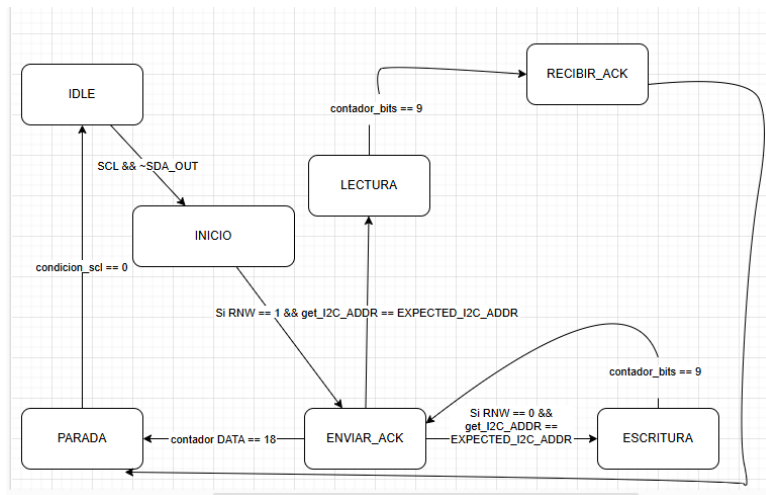 RECIBIR_ACK
IDLE
contador_bits == 9
SCL && ~SDA_OUT
LECTURA
INICIO
condicion_scl == 0
Si RNW == 1 && get_I2C_ADDR == EXPECTED_I2C_ADDR
contador_bits == 9
Si RNW == 0 &&
get_I2C_ADDR ==
EXPECTED_I2C_ADDR
PARADA
contador DATA == 18
ENVIAR_ACK
ESCRITURA